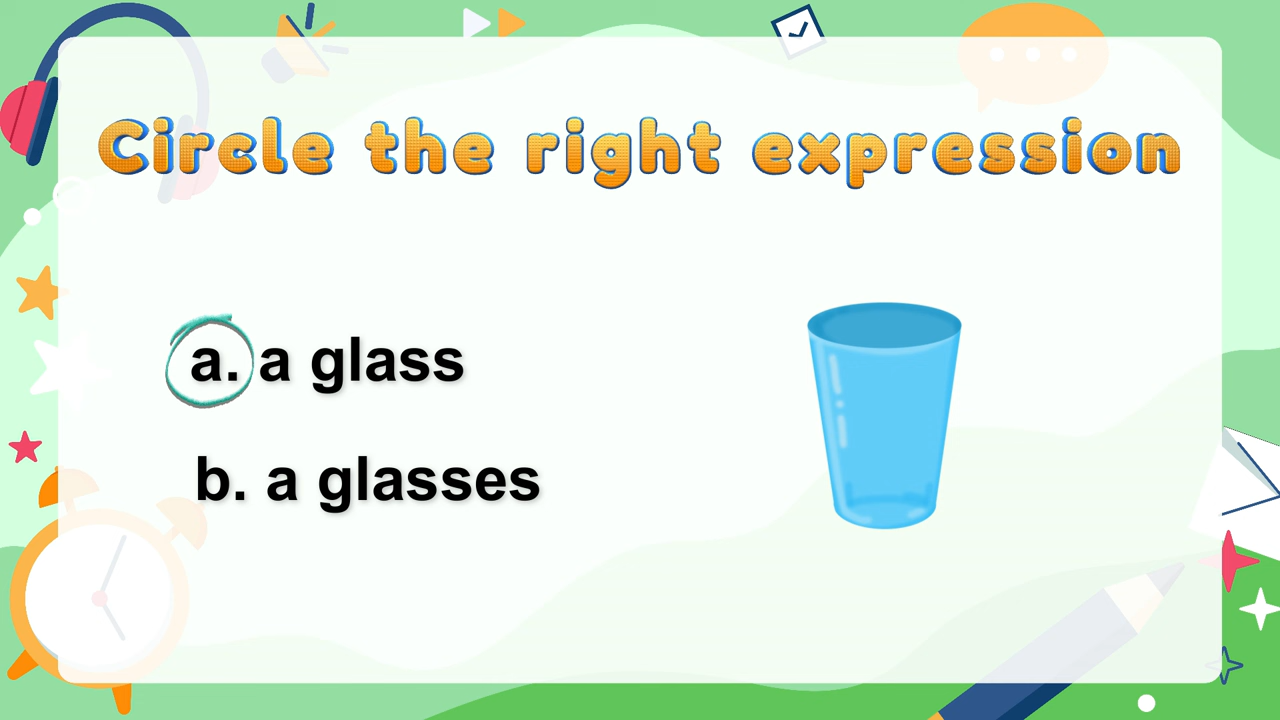 Circle the right expression
a. a glass
b. a glasses